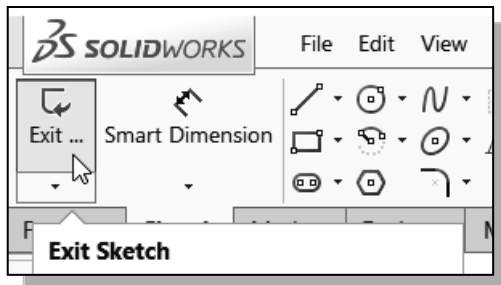 SOLIDWORKS File Edit View
Exit ... Smart Dimension
Exit Sketch